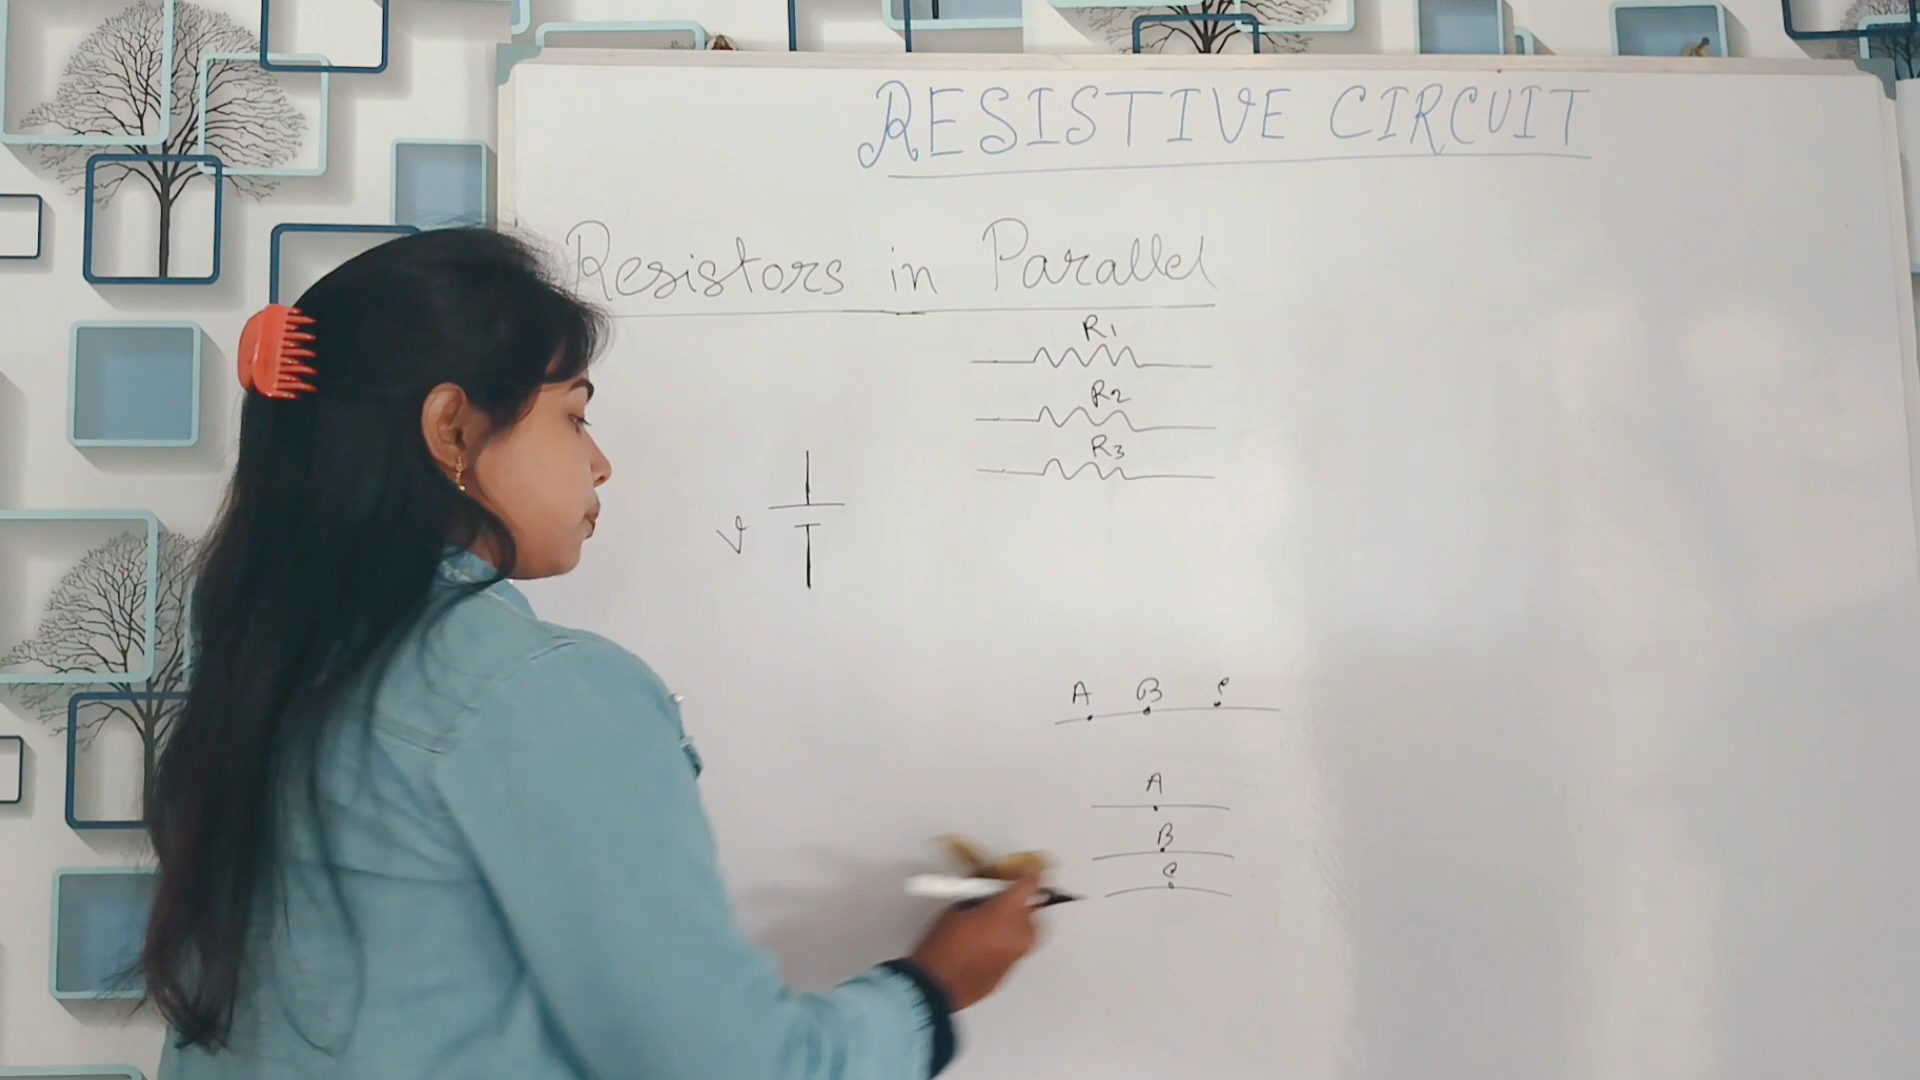 RESISTIVE CIRCUIT
Resistors in Parallel
R1
R2
R3
V
A B C
A
B
C